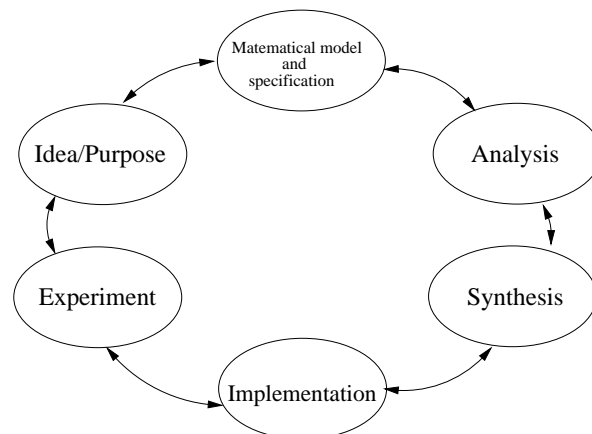 Matematical model
and
specification
Idea/Purpose
Analysis
Experiment
Synthesis
Implementation